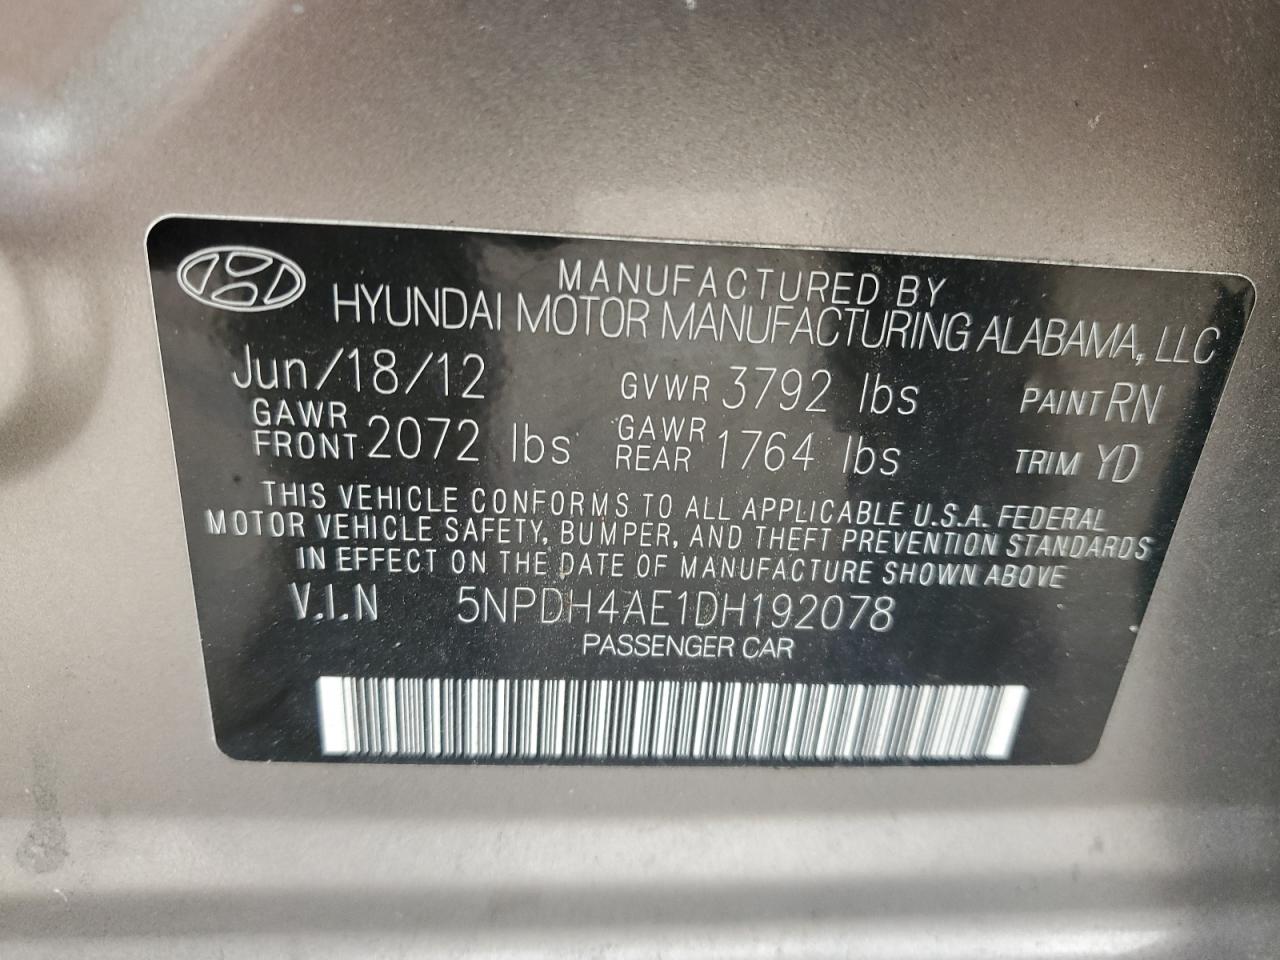 MANUFACTURED BY
HYUNDAI MOTOR MANUFACTURING ALABAMA, LLC
Jun/18/12 GVWR 3792 lbs PAINT RN
GAWR FRONT 2072 lbs GAWR REAR 1764 lbs TRIM YD
THIS VEHICLE CONFORMS TO ALL APPLICABLE U.S.A. FEDERAL
MOTOR VEHICLE SAFETY, BUMPER, AND THEFT PREVENTION STANDARDS
IN EFFECT ON THE DATE OF MANUFACTURE SHOWN ABOVE
V.I.N 5NPDH4AE1DH192078
PASSENGER CAR